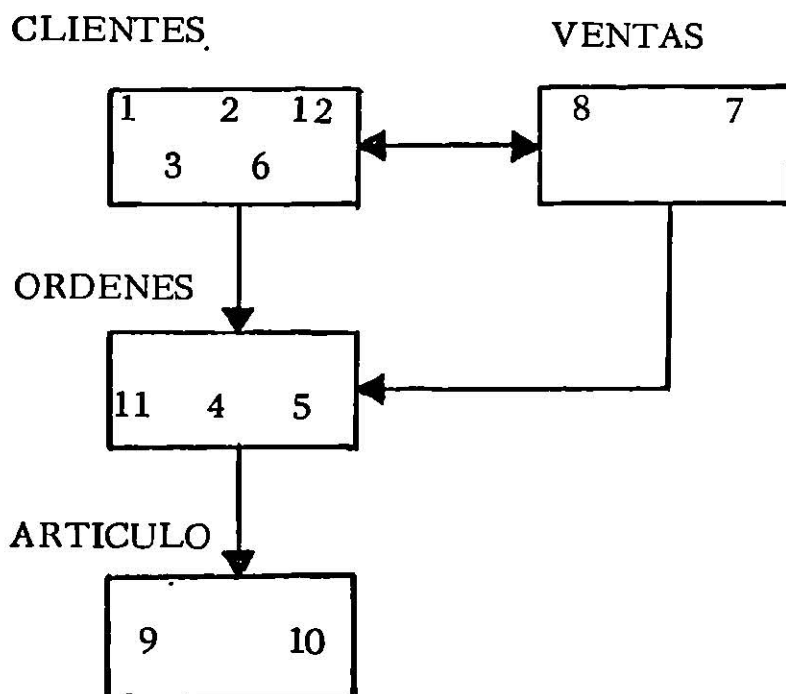 CLIENTES
VENTAS
1 2 12
3 6
8 7
ORDENES
11 4 5
ARTICULO
9 10